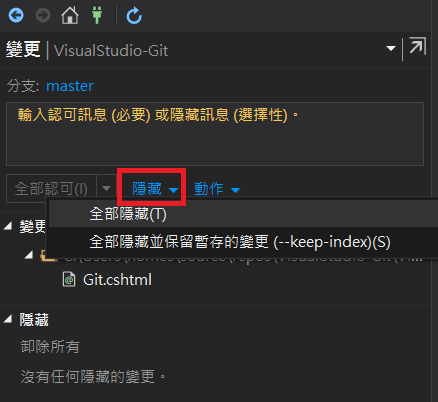 變更 | VisualStudio-Git
分支: master
輸入認可訊息 (必要) 或隱藏訊息 (選擇性)。
全部認可(I) 隱藏 動作
全部隱藏(T)
變更
全部隱藏並保留暫存的變更 (--keep-index)(S)
Git.cshtml
隱藏
卸除所有
沒有任何隱藏的變更。